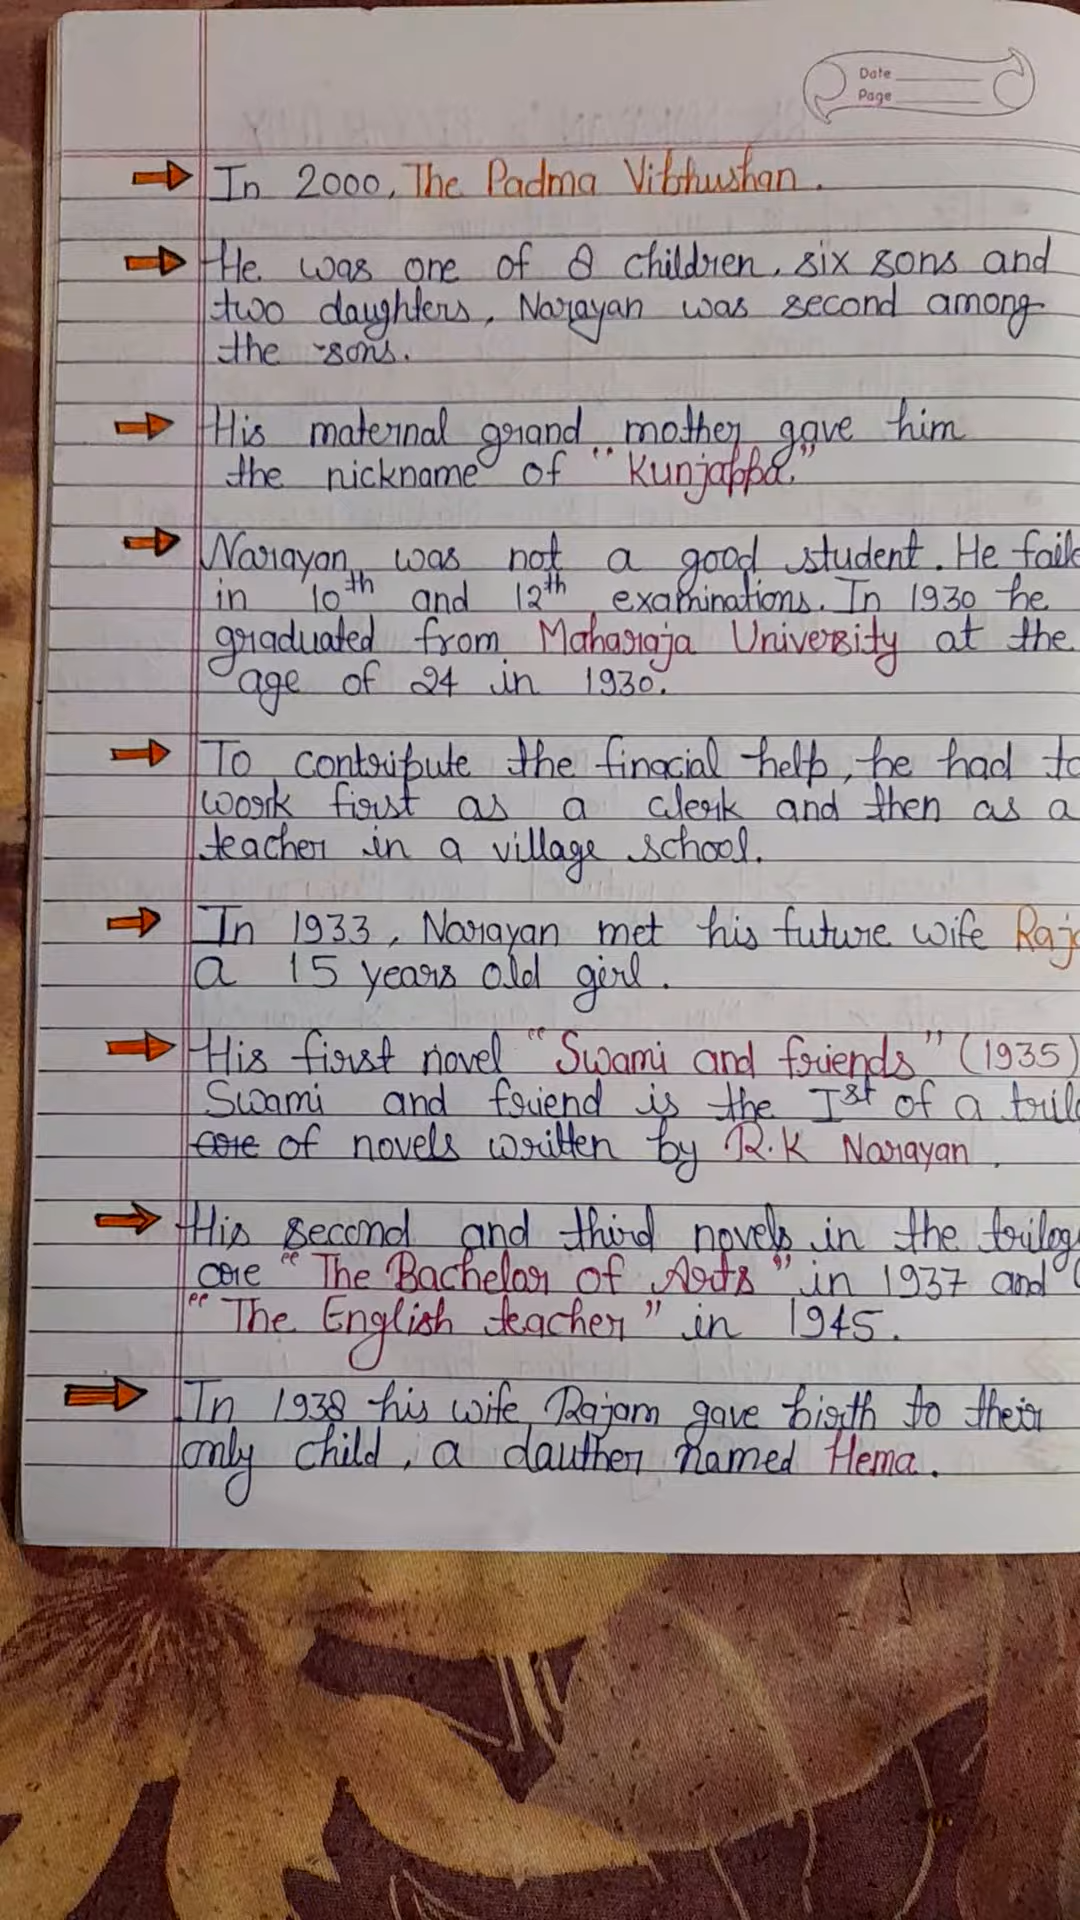 Date
Page
In 2000, The Padma Vibhushan.
He was one of 8 children, six sons and
two daughters, Narayan was second among
the sons.
His maternal grand mother gave him
the nickname of "Kunjappa."
Narayan was not a good student. He faile
in 10th and 12th examinations. In 1930 he
graduated from Maharaja University at the
age of 24 in 1930.
To contribute the finacial help, he had to
work first as a clerk and then as a
teacher in a village school.
In 1933, Narayan met his future wife Raja
a 15 years old girl.
His first novel "Swami and friends" (1935)
Swami and friend is the Ist of a trilo
of novels written by R.K Narayan.
His second and third novels in the trilogy
are "The Bachelor of Arts" in 1937 and
"The English teacher" in 1945.
In 1938 his wife Rajam gave birth to their
only child, a dauther named Hema.